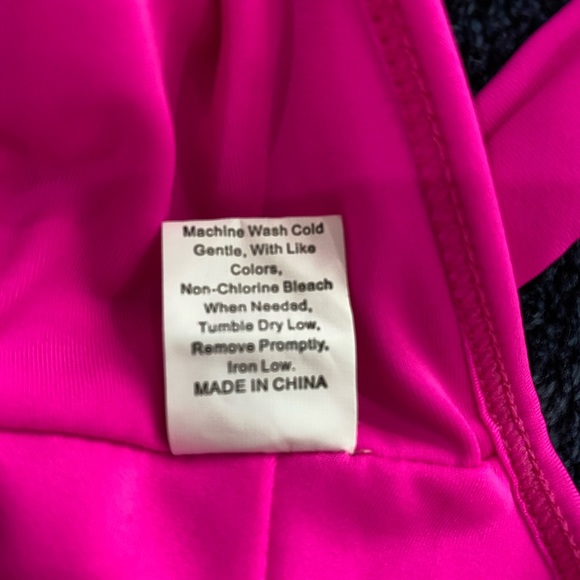 Machine Wash Cold
Gentle, With Like
Colors,
Non-Chlorine Bleach
When Needed,
Tumble Dry Low,
Remove Promptly,
Iron Low.
MADE IN CHINA